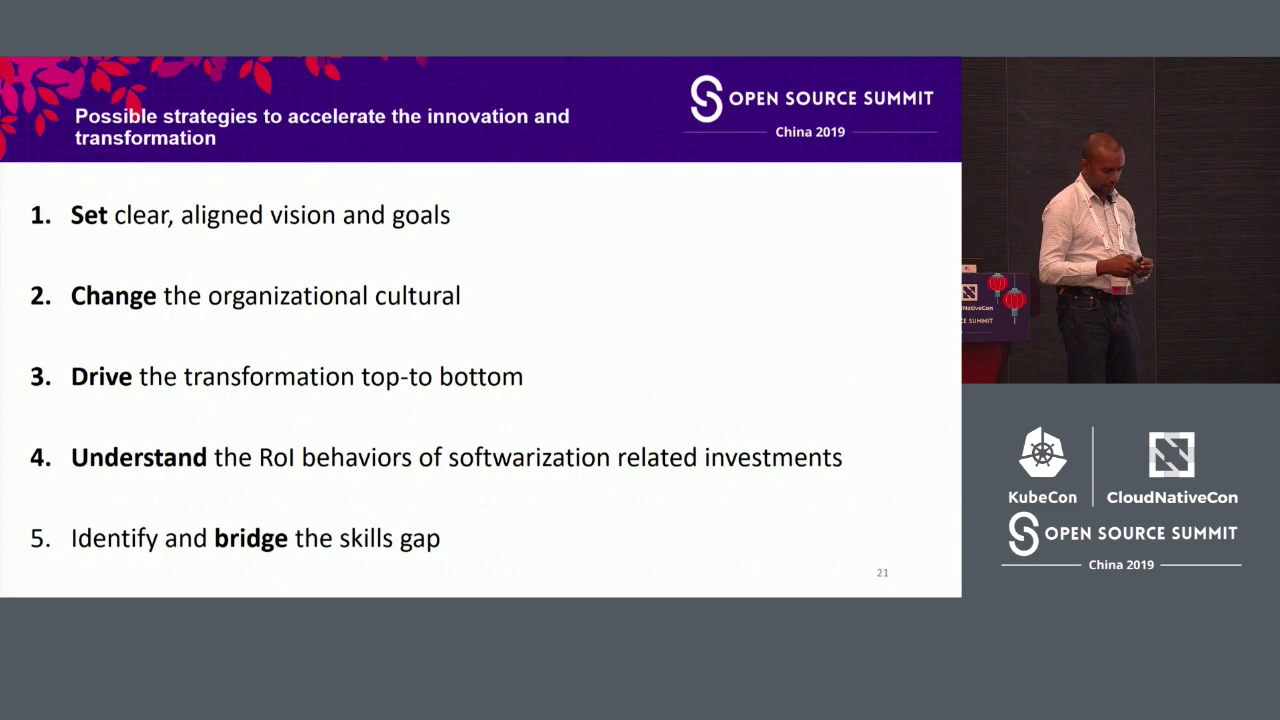 Possible strategies to accelerate the innovation and
transformation
OPEN SOURCE SUMMIT
China 2019
1. Set clear, aligned vision and goals
2. Change the organizational cultural
3. Drive the transformation top-to bottom
4. Understand the RoI behaviors of softwarization related investments
5. Identify and bridge the skills gap
21
NativeCon
SUMMIT
KubeCon
CloudNativeCon
OPEN SOURCE SUMMIT
China 2019